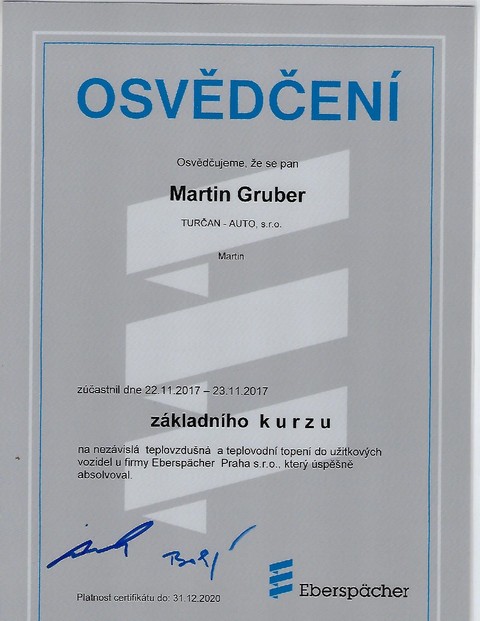 OSVĚDČENÍ
Osvědčujeme, že se pan
Martin Gruber
TURČAN - AUTO, s.r.o.
Martin
zúčastnil dne 22.11.2017 – 23.11.2017
základního kurzu
na nezávislá teplovzdušná a teplovodní topení do užitkových
vozidel u firmy Eberspächer Praha s.r.o., který úspěšně
absolvoval.
Eberspächer
Platnost certifikátu do: 31.12.2020